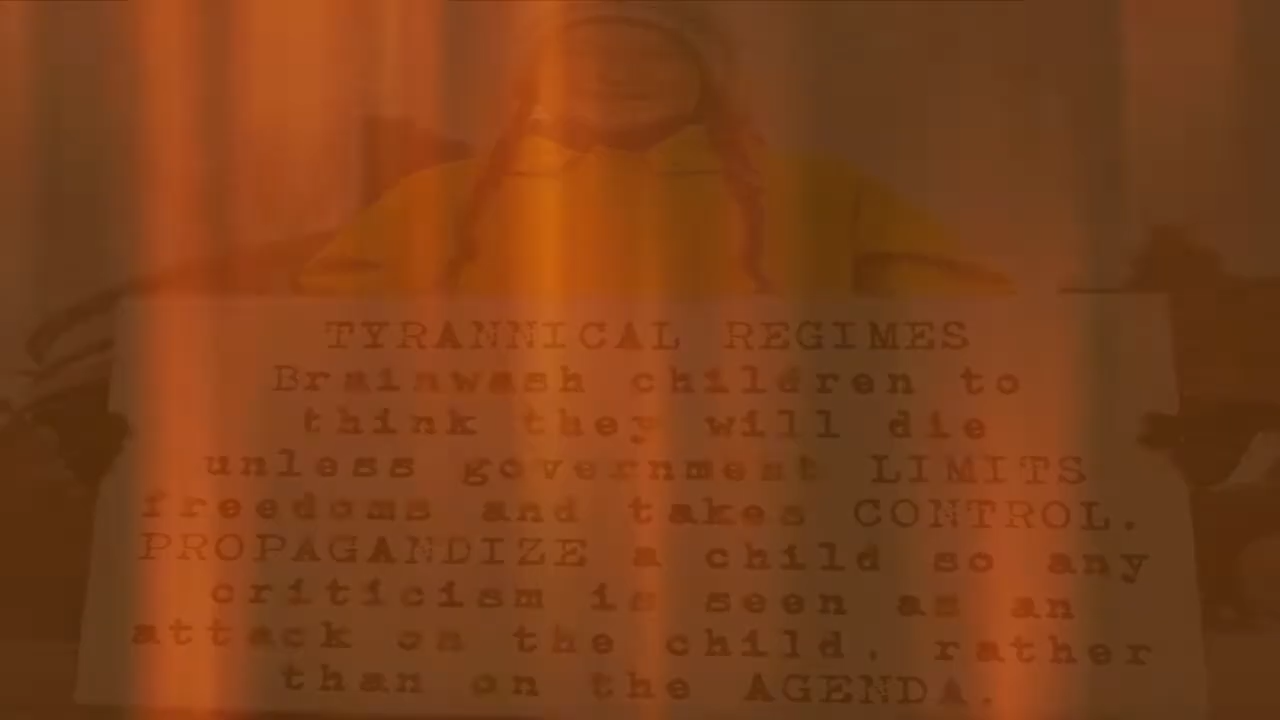 TYRANNICAL REGIMES
Brainwash children to
think they will die
unless government LIMITS
freedoms and takes CONTROL.
PROPAGANDIZE a child so any
criticism is seen as an
attack on the child, rather
than on the AGENDA.